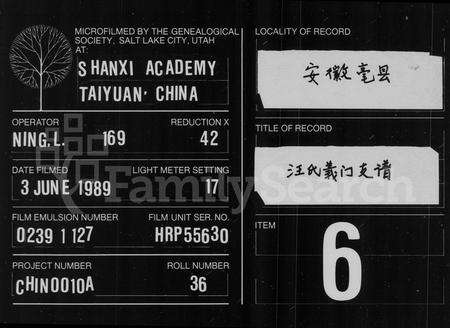 MICROFILMED BY THE GENEALOGICAL
SOCIETY, SALT LAKE CITY, UTAH
AT:
SHANXI ACADEMY
TAIYUAN· CHINA
OPERATOR
REDUCTION X
NING.L. 169
42
DATE FILMED
LIGHT METER SETTING
3 JUNE 1989
17
FILM EMULSION NUMBER
FILM UNIT SER. NO.
0239 1 127
HRP55630
PROJECT NUMBER
ROLL NUMBER
CHIN0010A
36
LOCALITY OF RECORD
安徽亳县
TITLE OF RECORD
汪氏義门支谱
ITEM
6
FamilySearch